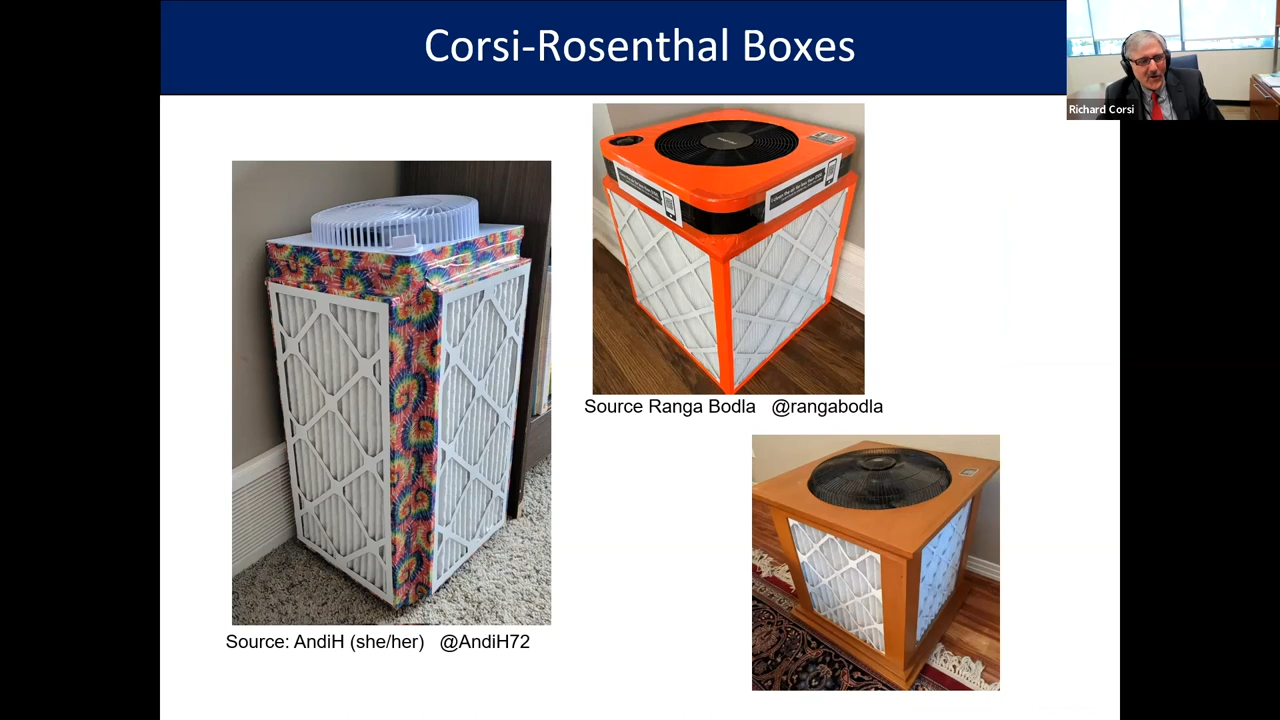 Corsi-Rosenthal Boxes
Richard Corsi
Source Ranga Bodla @rangabodla
Source: AndiH (she/her) @AndiH72